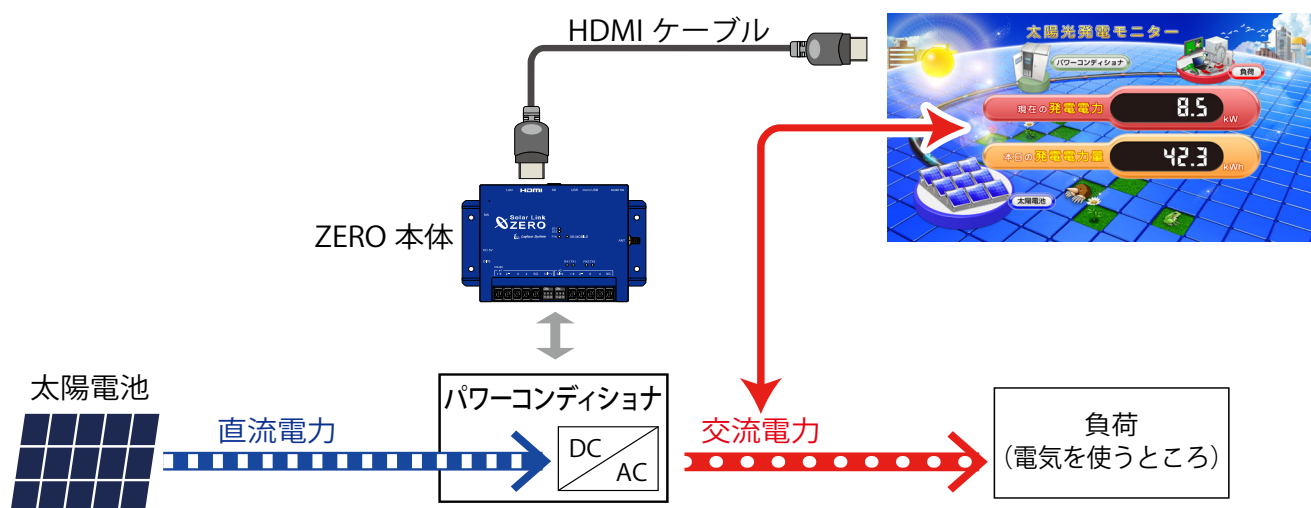 HDMI ケーブル
太陽光発電モニター
パワーコンディショナ
負荷
現在の発電電力
8.5
kW
本日の発電電力量
42.3
kWh
太陽電池
ZERO 本体
HDMI
Solar Link
ZERO
ANT
太陽電池
直流電力
パワーコンディショナ
DC
AC
交流電力
負荷
(電気を使うところ)